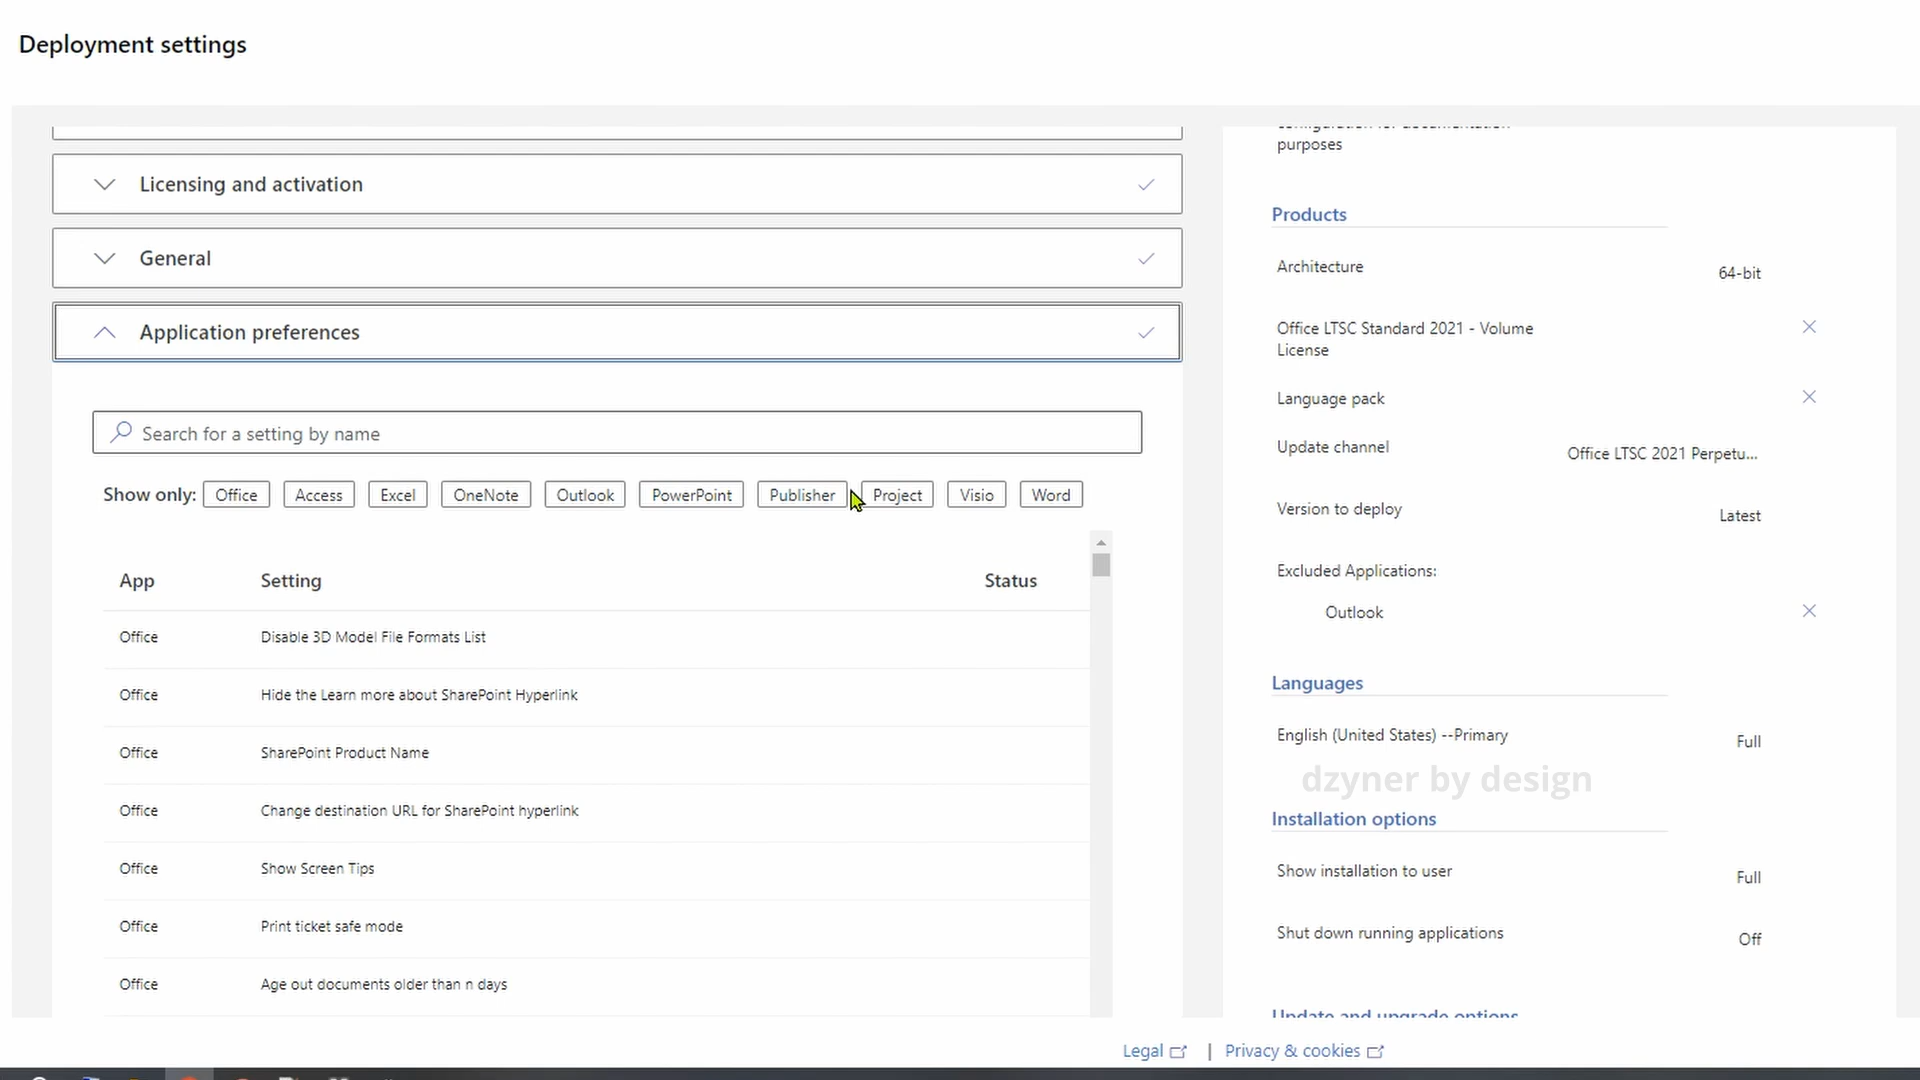 Deployment settings
purposes
Licensing and activation
General
Application preferences
Search for a setting by name
Show only: Office Access Excel OneNote Outlook PowerPoint Publisher Project Visio Word
App Setting Status
Office Disable 3D Model File Formats List
Office Hide the Learn more about SharePoint Hyperlink
Office SharePoint Product Name
Office Change destination URL for SharePoint hyperlink
Office Show Screen Tips
Office Print ticket safe mode
Office Age out documents older than n days
Products
Architecture 64-bit
Office LTSC Standard 2021 - Volume
License
Language pack
Update channel Office LTSC 2021 Perpetu...
Version to deploy Latest
Excluded Applications:
Outlook
Languages
English (United States) --Primary Full
dzyner by design
Installation options
Show installation to user Full
Shut down running applications Off
Update and upgrade options
Legal | Privacy & cookies